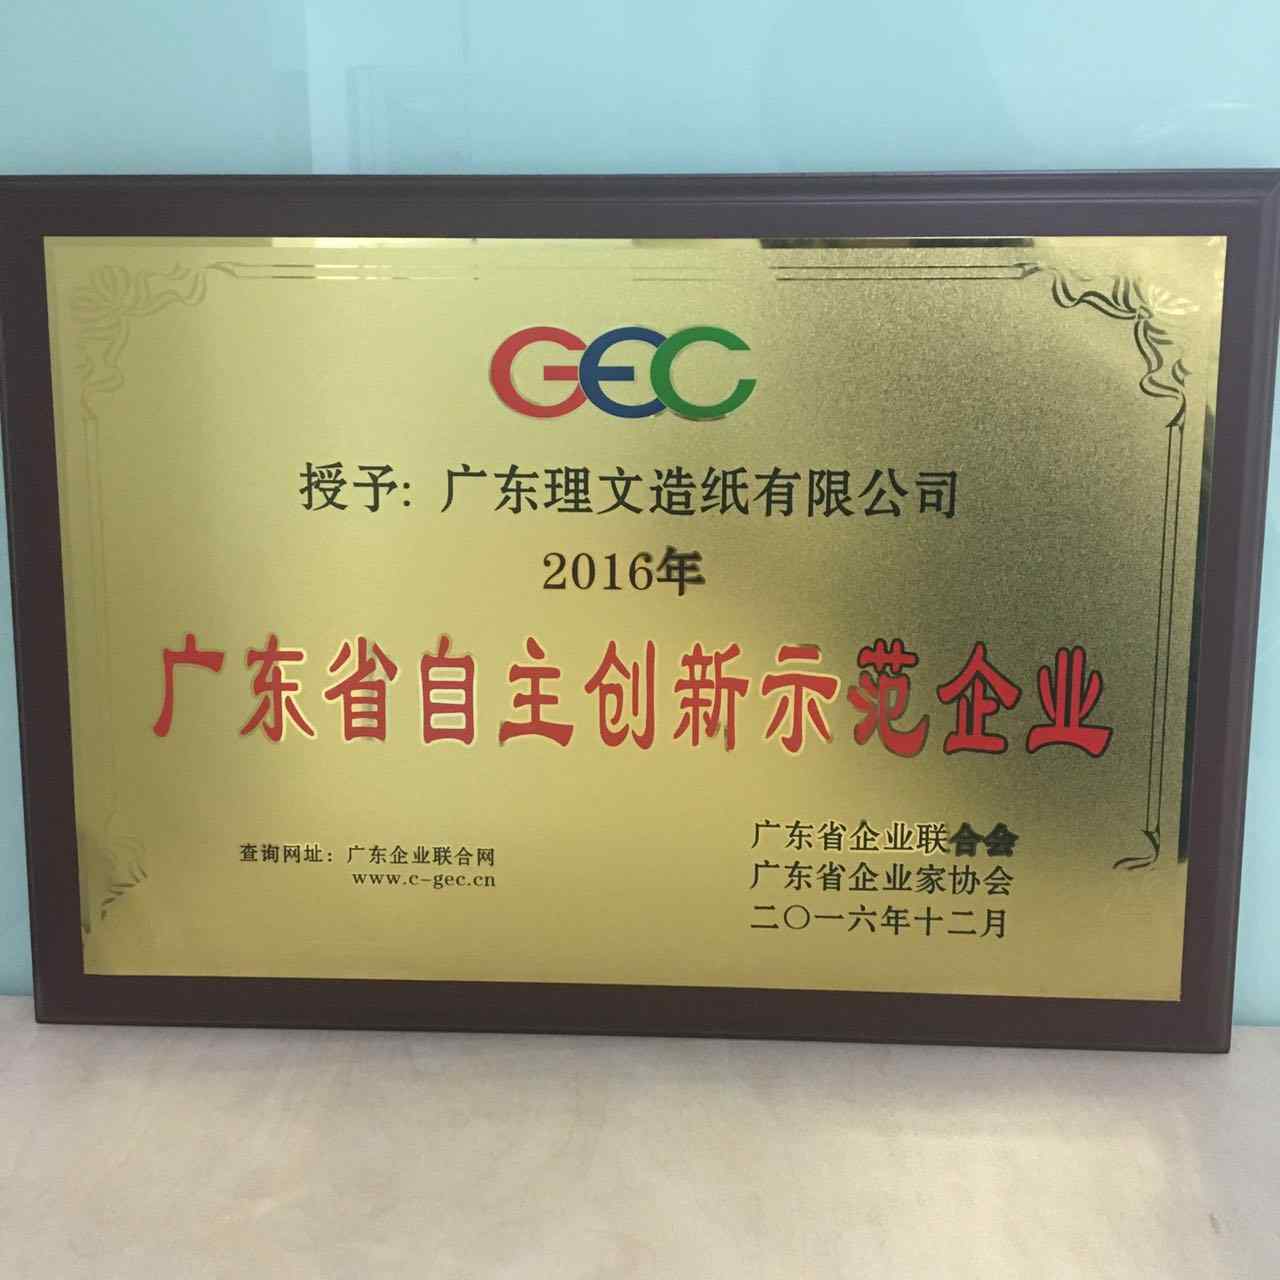 GEC
授予: 广东理文造纸有限公司
2016年
广东省自主创新示范企业
查询网址: 广东企业联合网
www.c-gec.cn
广东省企业联合会
广东省企业家协会
二〇一六年十二月